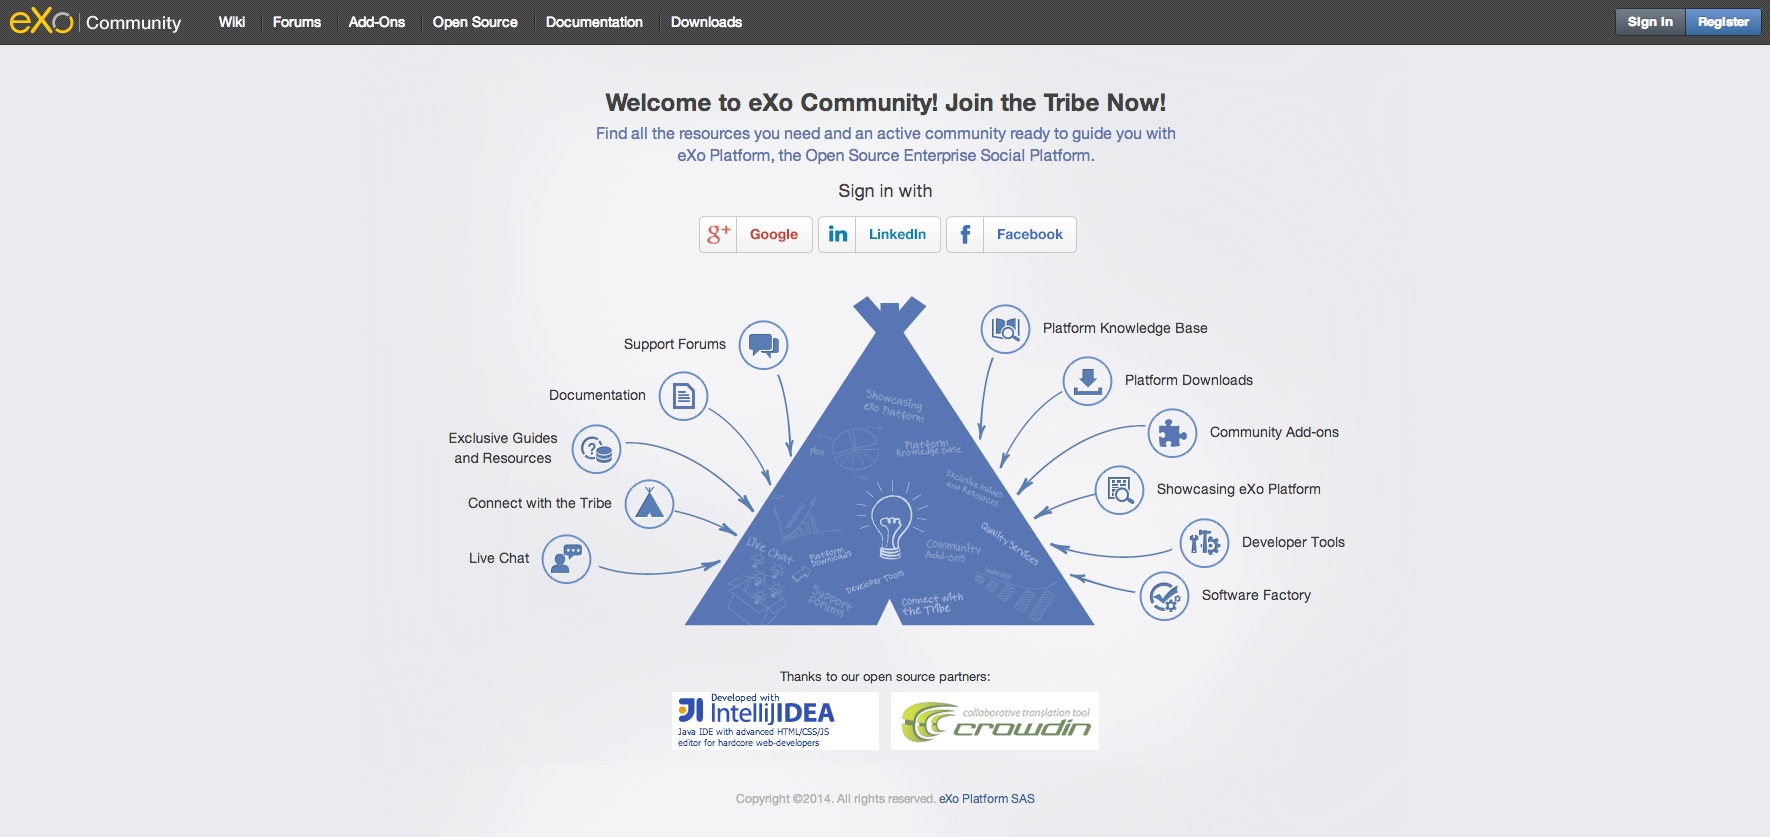 eXo Community
Wiki
Forums
Add-Ons
Open Source
Documentation
Downloads
Sign In
Register
Welcome to eXo Community! Join the Tribe Now!
Find all the resources you need and an active community ready to guide you with
eXo Platform, the Open Source Enterprise Social Platform.
Sign in with
g+ Google
in LinkedIn
f Facebook
Support Forums
Documentation
Exclusive Guides
and Resources
Connect with the Tribe
Live Chat
Platform Knowledge Base
Platform Downloads
Community Add-ons
Showcasing eXo Platform
Developer Tools
Software Factory
Showcasing
eXo Platform
Plan
Platform
Knowledge Base
Exclusive Guides
and Resources
Quality Services
Live Chat
Platform
Downloads
Community
Add-ons
Developer Tools
Support
Forums
Connect with
the Tribe
Thanks to our open source partners:
Developed with
IntelliJIDEA
Java IDE with advanced HTML/CSS/JS
editor for hardcore web-developers
collaborative translation tool
crowdin
Copyright ©2014. All rights reserved. eXo Platform SAS